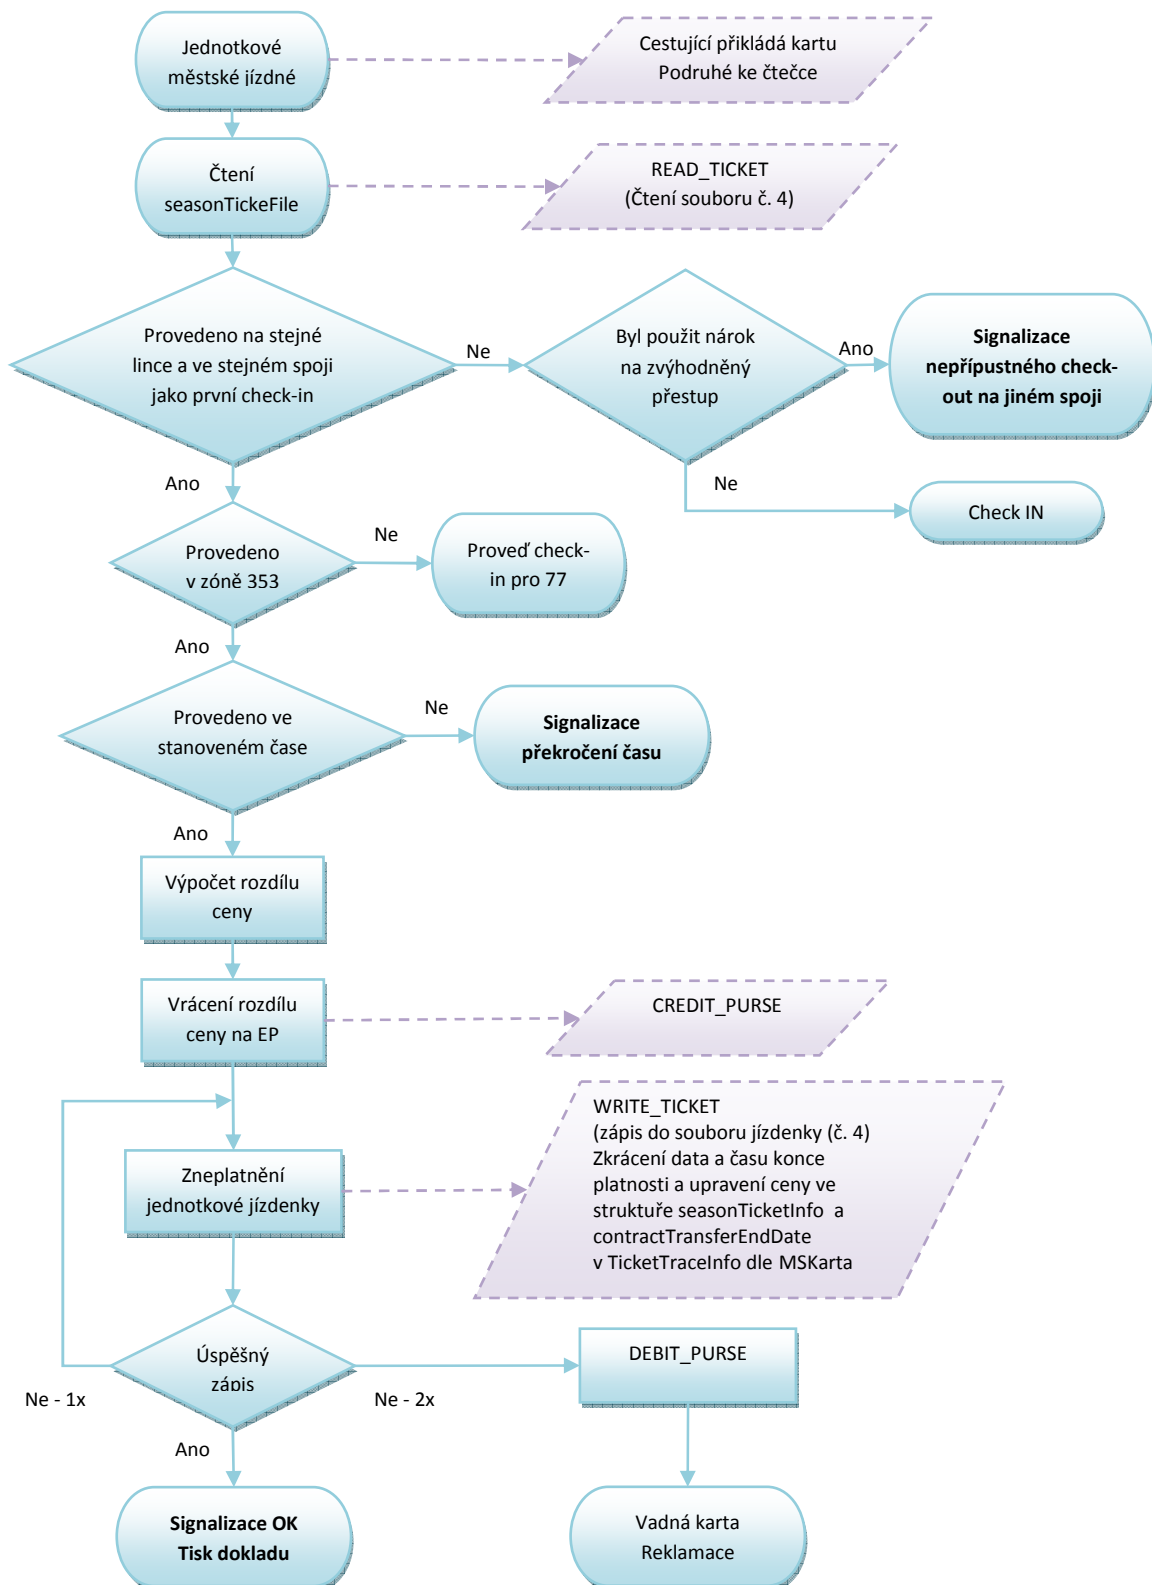 Jednotkové
městské jízdné
Cestující přikládá kartu
Podruhé ke čtečce
Čtení
seasonTickeFile
READ_TICKET
(Čtení souboru č. 4)
Provedeno na stejné
lince a ve stejném spoji
jako první check-in
Ne
Byl použit nárok
na zvýhodněný
přestup
Ano
Signalizace
nepřípustného check-
out na jiném spoji
Ano
Ne
Check IN
Provedeno
v zóně 353
Ne
Proveď check-
in pro 77
Ano
Provedeno ve
stanoveném čase
Ne
Signalizace
překročení času
Ano
Výpočet rozdílu
ceny
Vrácení rozdílu
ceny na EP
CREDIT_PURSE
WRITE_TICKET
(zápis do souboru jízdenky (č. 4)
Zkrácení data a času konce
platnosti a upravení ceny ve
struktuře seasonTicketInfo a
contractTransferEndDate
v TicketTraceInfo dle MSKarta
Zneplatnění
jednotkové jízdenky
Úspěšný
zápis
Ne - 1x
Ne - 2x
DEBIT_PURSE
Ano
Signalizace OK
Tisk dokladu
Vadná karta
Reklamace